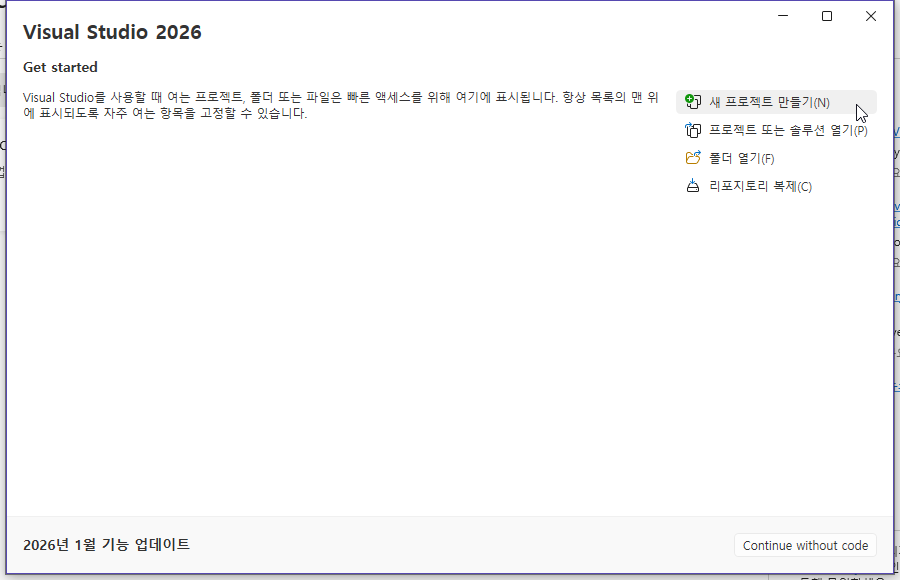 Visual Studio 2026
Get started
Visual Studio를 사용할 때 여는 프로젝트, 폴더 또는 파일은 빠른 액세스를 위해 여기에 표시됩니다. 항상 목록의 맨 위
에 표시되도록 자주 여는 항목을 고정할 수 있습니다.
새 프로젝트 만들기(N)
프로젝트 또는 솔루션 열기(P)
폴더 열기(F)
리포지토리 복제(C)
2026년 1월 기능 업데이트
Continue without code